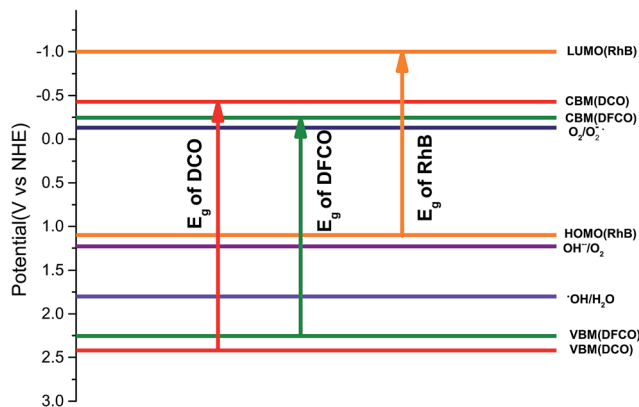 Potential(V vs NHE)
-1.0
-0.5
0.0
0.5
1.0
1.5
2.0
2.5
3.0
E_g of DCO
E_g of DFCO
E_g of RhB
LUMO(RhB)
CBM(DCO)
CBM(DFCO)
O₂/O₂⁻·
HOMO(RhB)
OH⁻/O₂
·OH/H₂O
VBM(DFCO)
VBM(DCO)